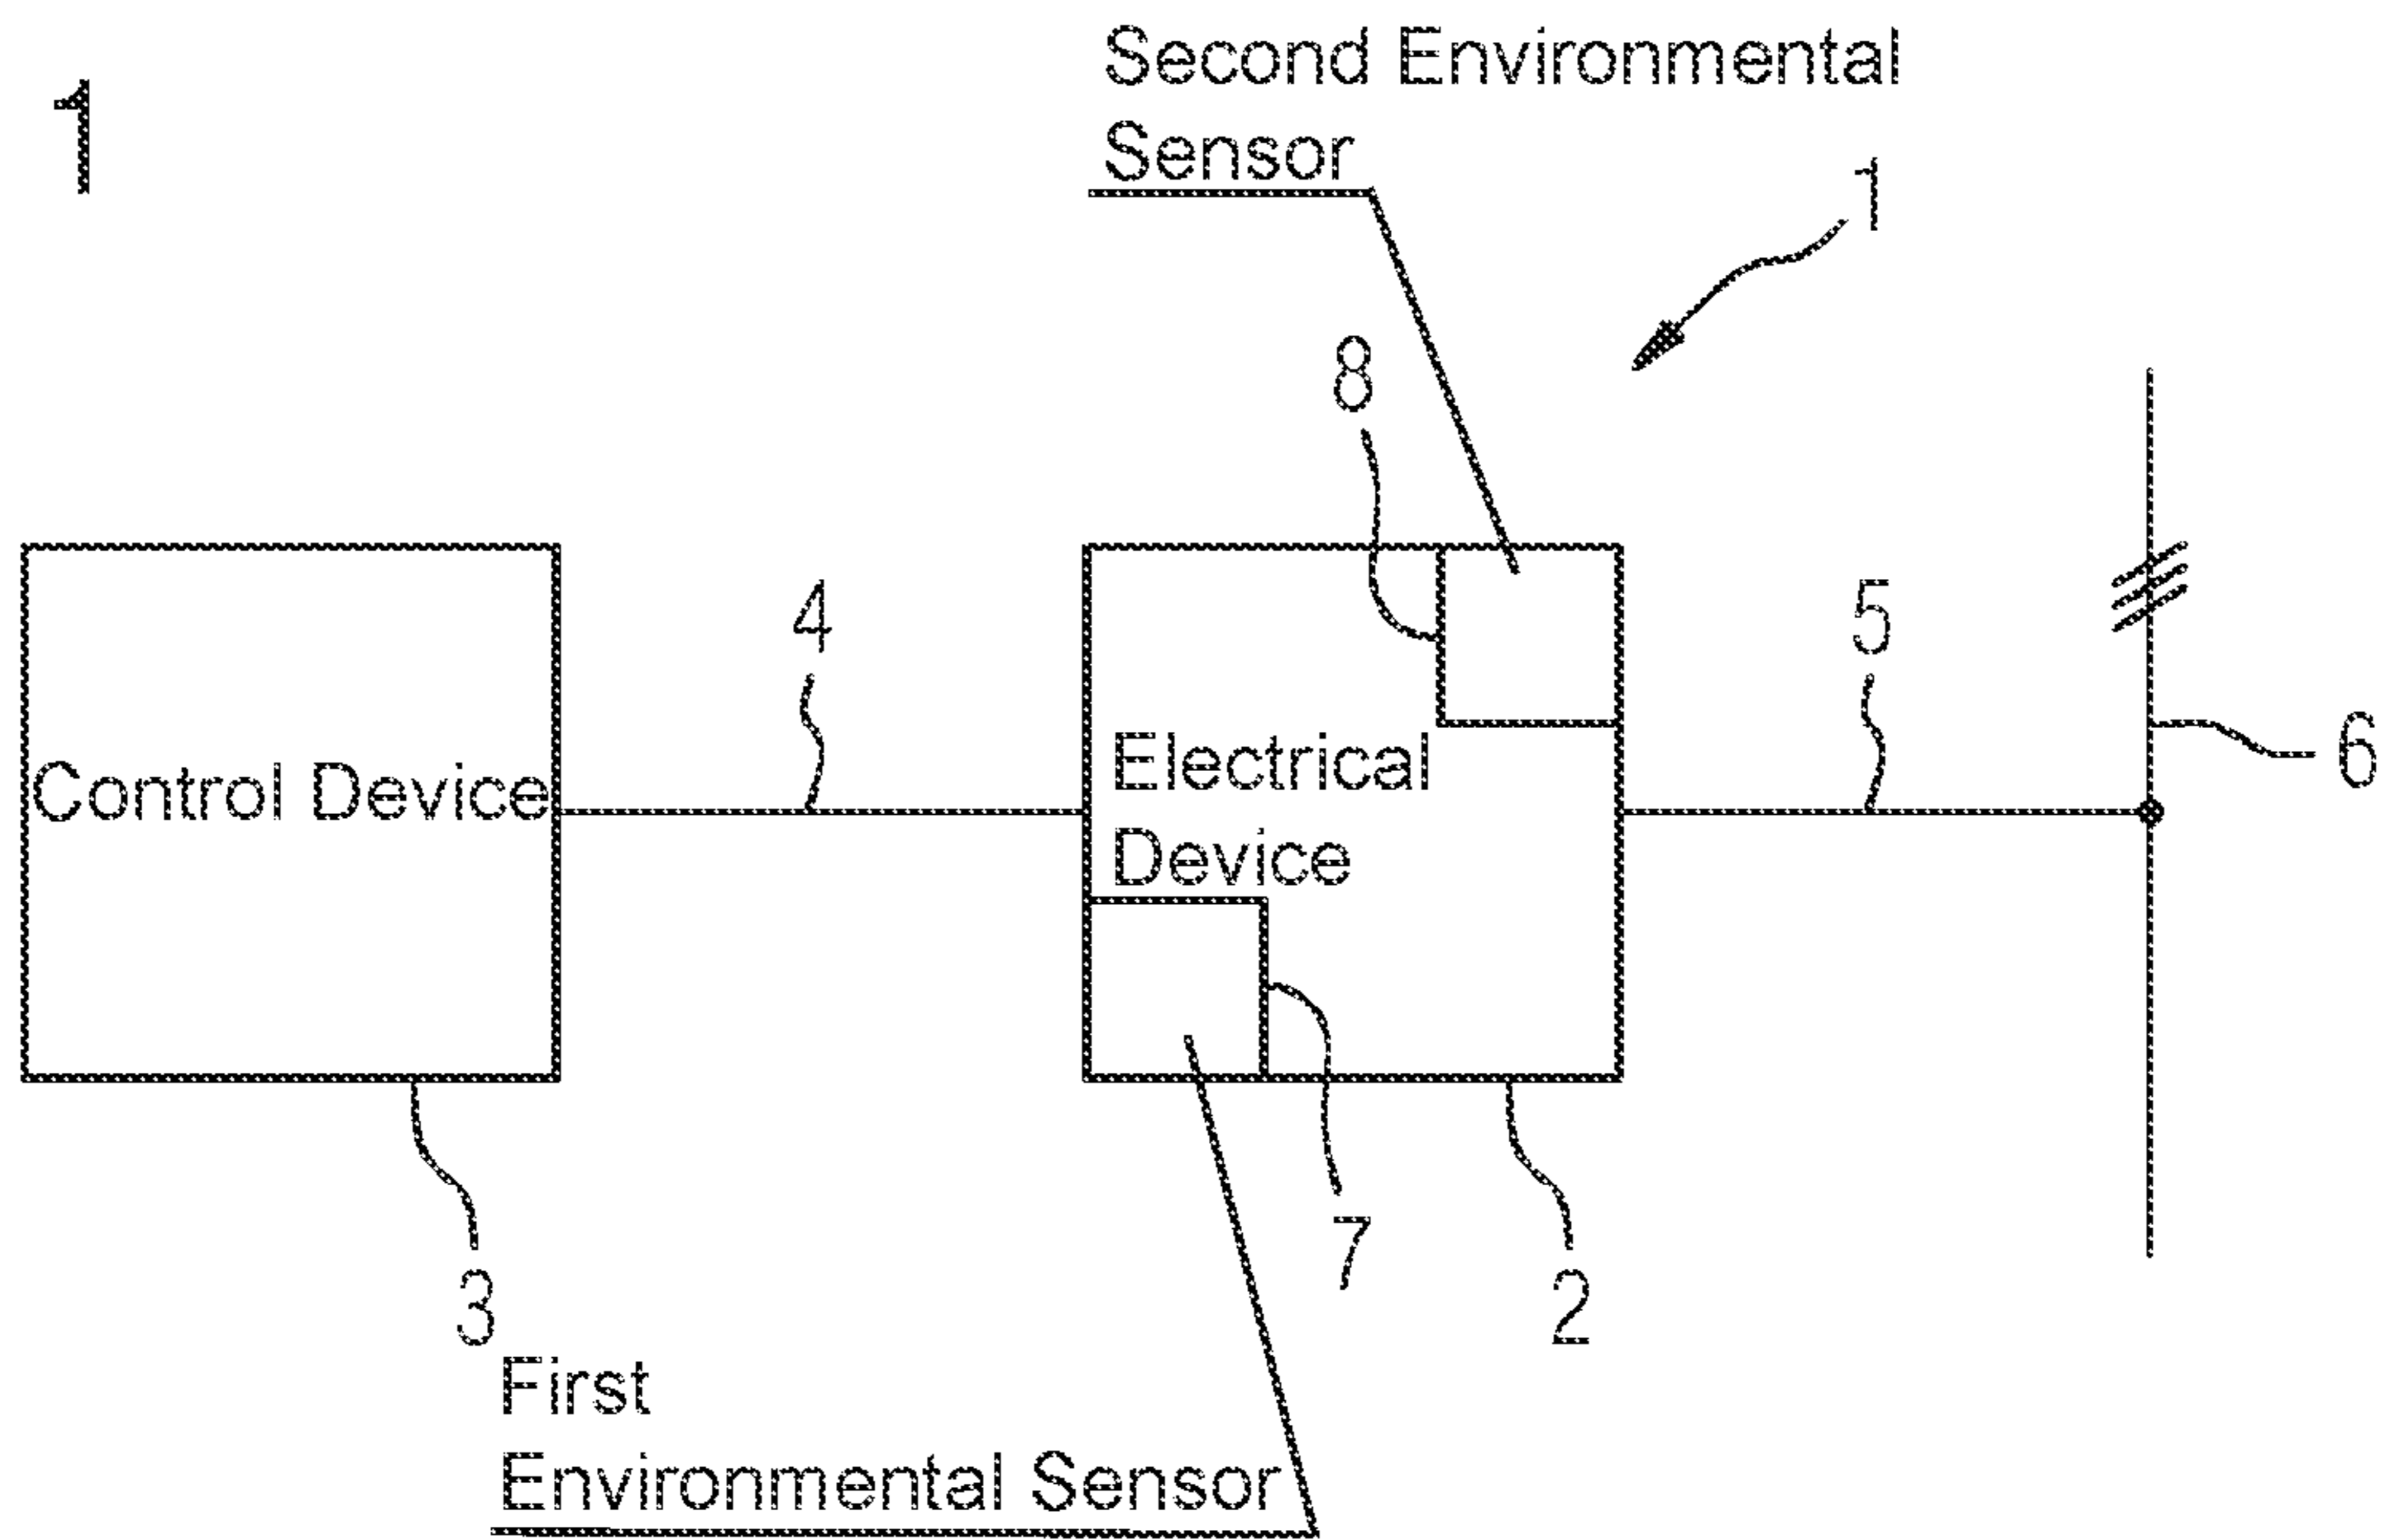 1
Second Environmental
Sensor
1
8
4
5
6
Control Device
Electrical
Device
7
2
3
First
Environmental Sensor